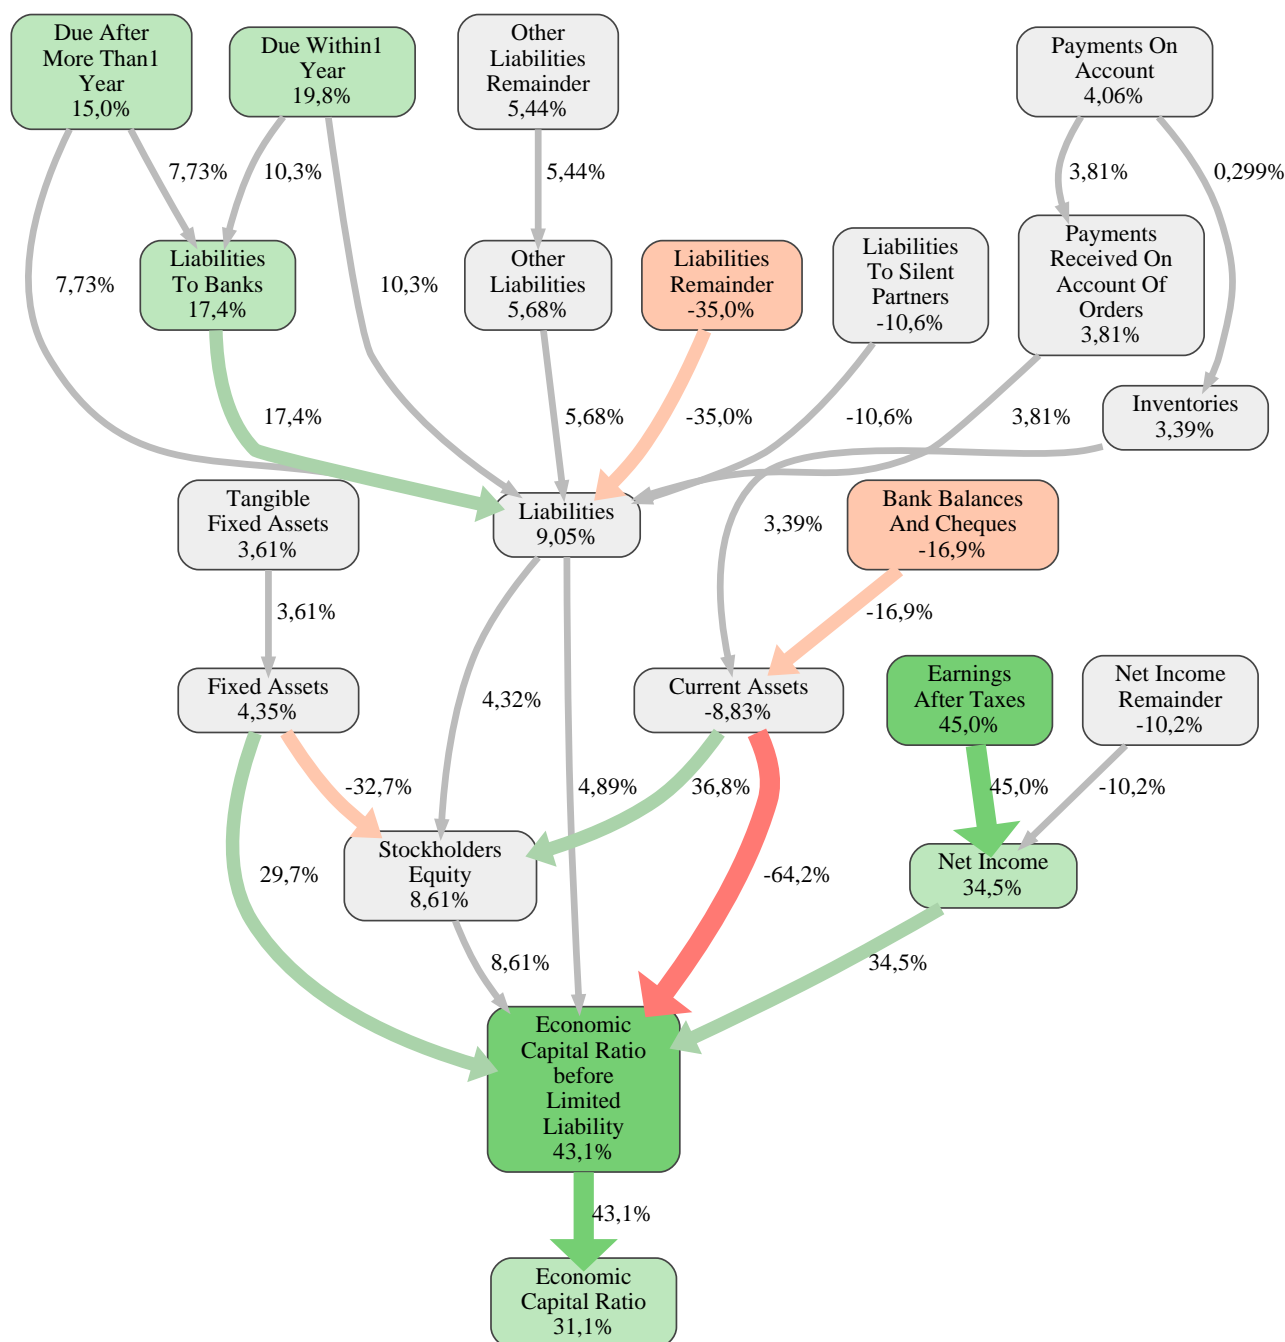 Due After
More Than1
Year
15,0%
Due Within1
Year
19,8%
Other
Liabilities
Remainder
5,44%
Payments On
Account
4,06%
7,73%
10,3%
5,44%
3,81%
0,299%
Liabilities
To Banks
17,4%
Other
Liabilities
5,68%
Liabilities
Remainder
-35,0%
Liabilities
To Silent
Partners
-10,6%
Payments
Received On
Account Of
Orders
3,81%
7,73%
10,3%
17,4%
5,68%
-35,0%
-10,6%
3,81%
Inventories
3,39%
Tangible
Fixed Assets
3,61%
Liabilities
9,05%
3,39%
Bank Balances
And Cheques
-16,9%
3,61%
-16,9%
Fixed Assets
4,35%
4,32%
Current Assets
-8,83%
Earnings
After Taxes
45,0%
Net Income
Remainder
-10,2%
-32,7%
4,89%
36,8%
45,0%
-10,2%
Stockholders
Equity
8,61%
29,7%
-64,2%
Net Income
34,5%
8,61%
34,5%
Economic
Capital Ratio
before
Limited
Liability
43,1%
43,1%
Economic
Capital Ratio
31,1%